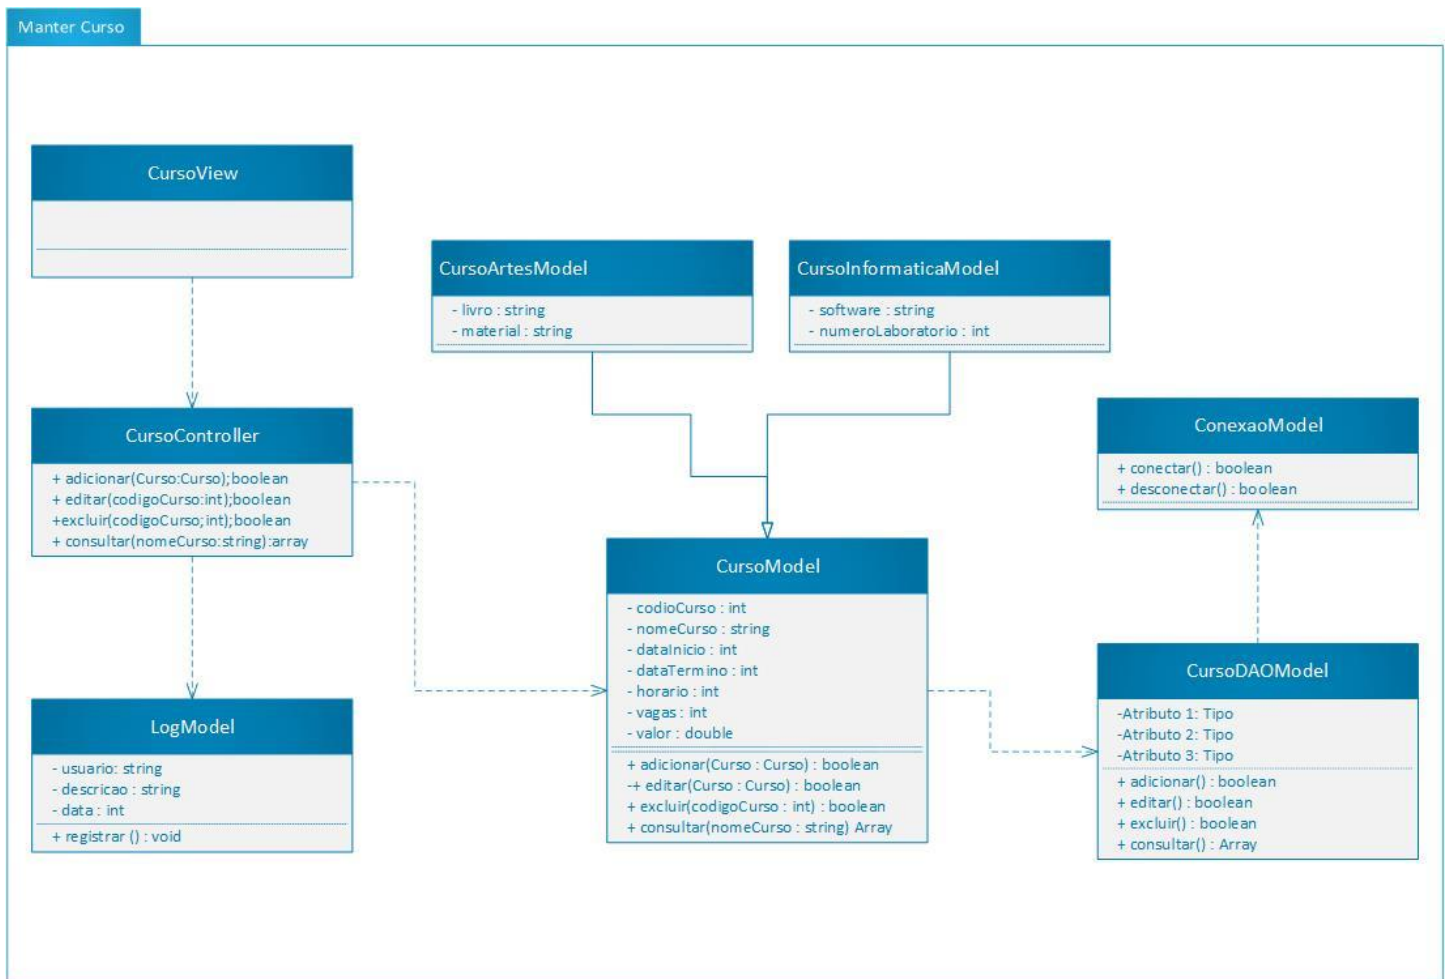 Manter Curso
CursoView
CursoArtesModel
- livro : string
- material : string
CursoInformaticaModel
- software : string
- numeroLaboratorio : int
CursoController
+ adicionar(Curso:Curso);boolean
+ editar(codigoCurso:int);boolean
+excluir(codigoCurso;int);boolean
+ consultar(nomeCurso:string):array
ConexaoModel
+ conectar() : boolean
+ desconectar() : boolean
CursoModel
- codioCurso : int
- nomeCurso : string
- dataInicio : int
- dataTermino : int
- horario : int
- vagas : int
- valor : double
+ adicionar(Curso : Curso) : boolean
-+ editar(Curso : Curso) : boolean
+ excluir(codigoCurso : int) : boolean
+ consultar(nomeCurso : string) Array
CursoDAOModel
-Atributo 1: Tipo
-Atributo 2: Tipo
-Atributo 3: Tipo
+ adicionar() : boolean
+ editar() : boolean
+ excluir() : boolean
+ consultar() : Array
LogModel
- usuario: string
- descricao : string
- data : int
+ registrar () : void